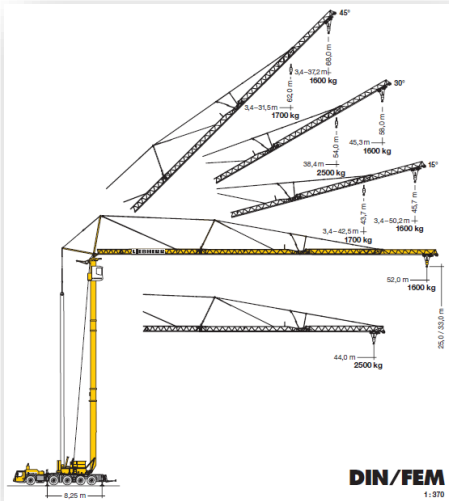 45°
68,0 m
3,4–37,2 m
1600 kg
62,0 m
3,4–31,5 m
1700 kg
30°
56,0 m
45,3 m
1600 kg
54,0 m
38,4 m
2500 kg
15°
45,7 m
3,4–50,2 m
1600 kg
43,7 m
3,4–42,5 m
1700 kg
LIEBHERR
52,0 m
1600 kg
25,0 / 33,0 m
44,0 m
2500 kg
8,25 m
DIN/FEM
1:370